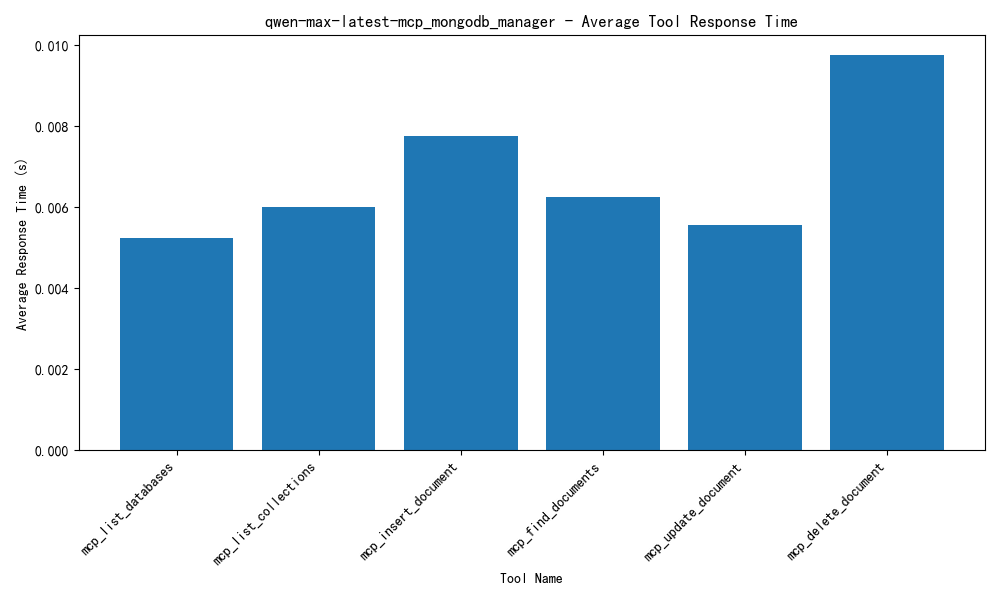 qwen-max-latest-mcp_mongodb_manager - Average Tool Response Time
Average Response Time (s)
0.010
0.008
0.006
0.004
0.002
0.000
mcp_list_databases
mcp_list_collections
mcp_insert_document
mcp_find_documents
mcp_update_document
mcp_delete_document
Tool Name